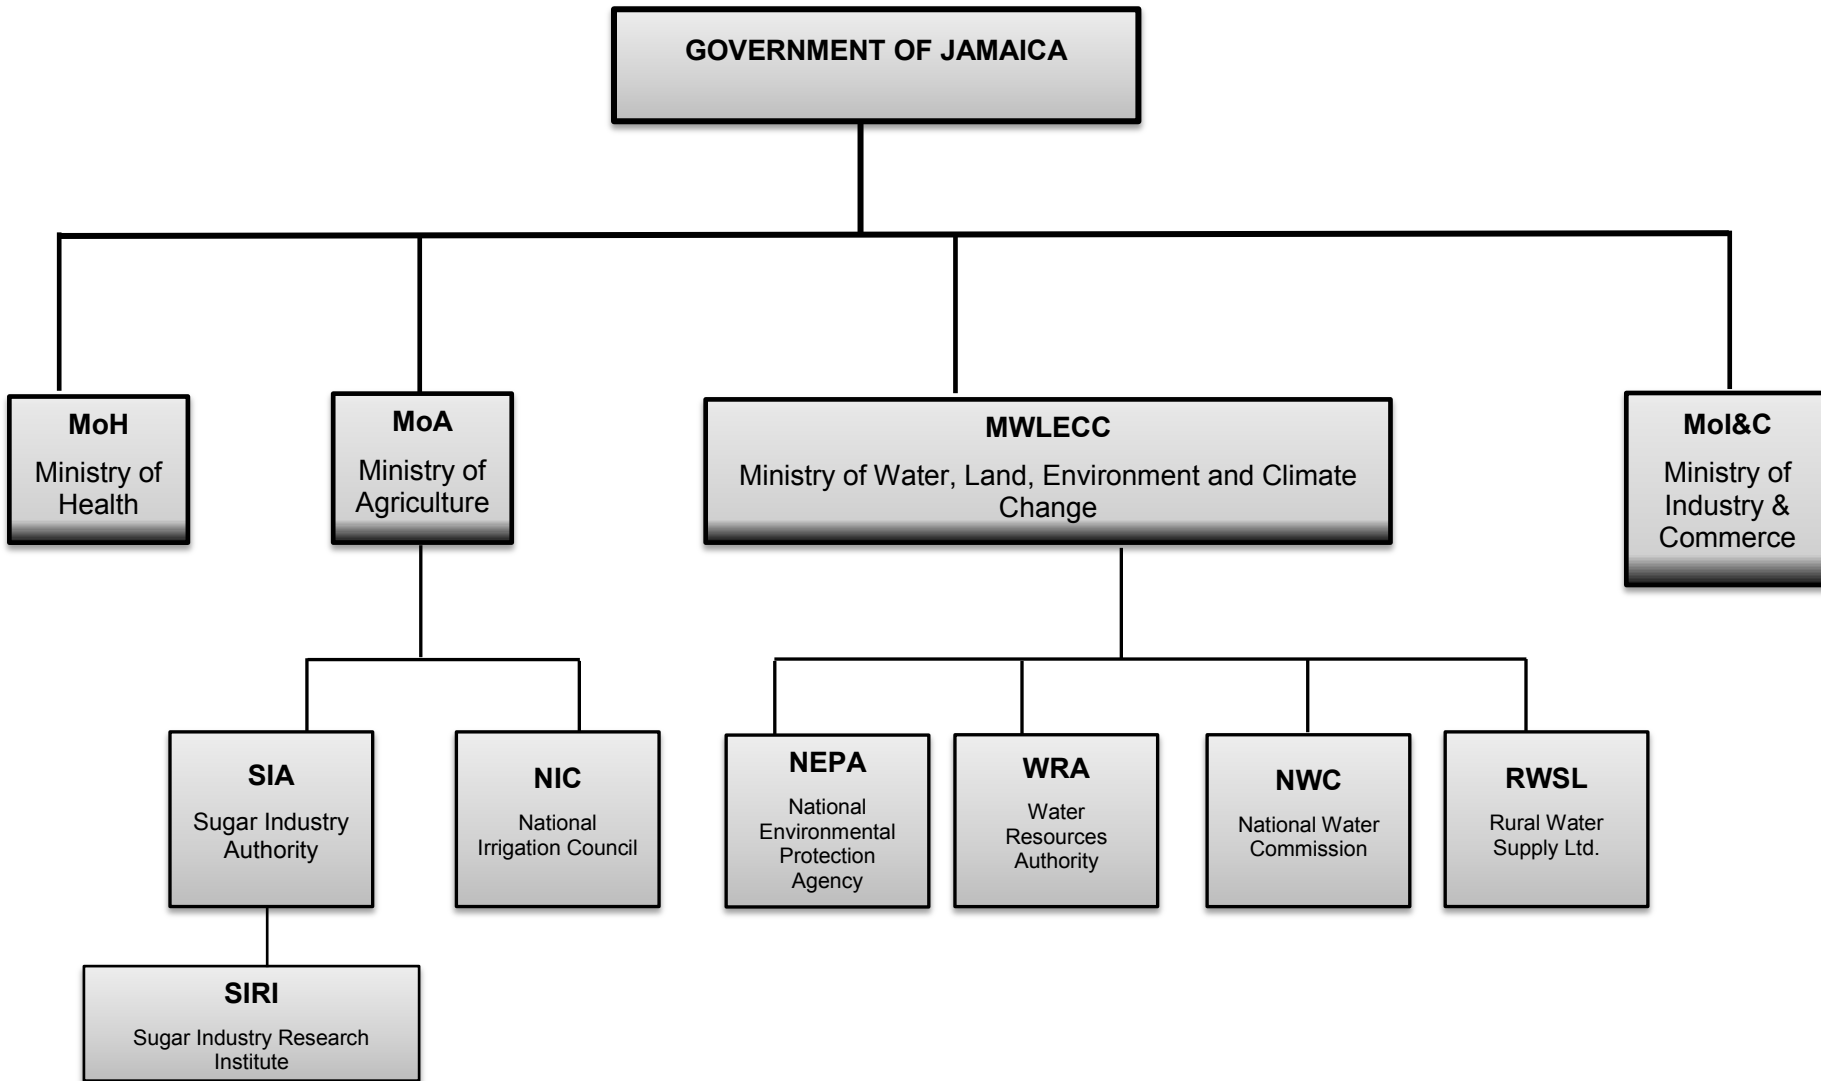 GOVERNMENT OF JAMAICA
MoH
Ministry of
Health
MoA
Ministry of
Agriculture
MWLECC
Ministry of Water, Land, Environment and Climate
Change
MoI&C
Ministry of
Industry &
Commerce
SIA
Sugar Industry
Authority
NIC
National
Irrigation Council
NEPA
National
Environmental
Protection
Agency
WRA
Water
Resources
Authority
NWC
National Water
Commission
RWSL
Rural Water
Supply Ltd.
SIRI
Sugar Industry Research
Institute